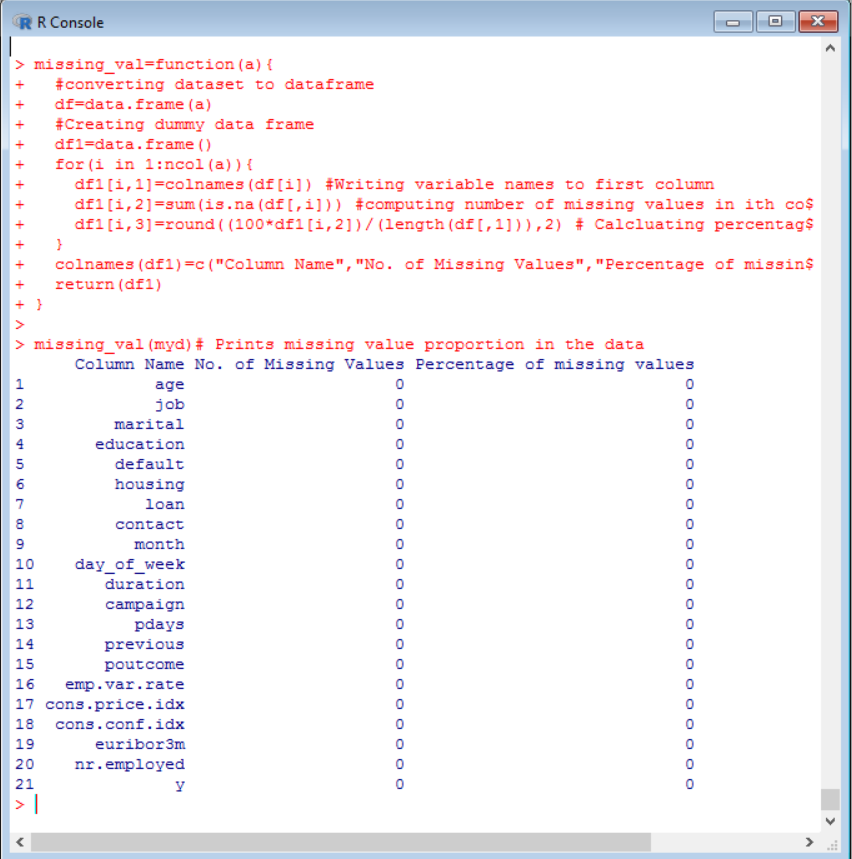 R Console
> missing_val=function(a){
+   #converting dataset to dataframe
+   df=data.frame(a)
+   #Creating dummy data frame
+   df1=data.frame()
+   for(i in 1:ncol(a)){
+     df1[i,1]=colnames(df[i]) #Writing variable names to first column
+     df1[i,2]=sum(is.na(df[,i])) #computing number of missing values in ith co$
+     df1[i,3]=round((100*df1[i,2])/(length(df[,1])),2) # Calcluating percentag$
+   }
+   colnames(df1)=c("Column Name","No. of Missing Values","Percentage of missin$
+   return(df1)
+ }
>
> missing_val(myd)# Prints missing value proportion in the data
      Column Name No. of Missing Values Percentage of missing values
1             age                     0                            0
2             job                     0                            0
3         marital                     0                            0
4       education                     0                            0
5         default                     0                            0
6         housing                     0                            0
7            loan                     0                            0
8         contact                     0                            0
9           month                     0                            0
10    day_of_week                     0                            0
11       duration                     0                            0
12       campaign                     0                            0
13          pdays                     0                            0
14       previous                     0                            0
15       poutcome                     0                            0
16   emp.var.rate                     0                            0
17 cons.price.idx                     0                            0
18  cons.conf.idx                     0                            0
19      euribor3m                     0                            0
20    nr.employed                     0                            0
21              y                     0                            0
>